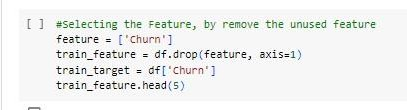 [ ] #Selecting the Feature, by remove the unused feature
feature = ['Churn']
train_feature = df.drop(feature, axis=1)
train_target = df['Churn']
train_feature.head(5)